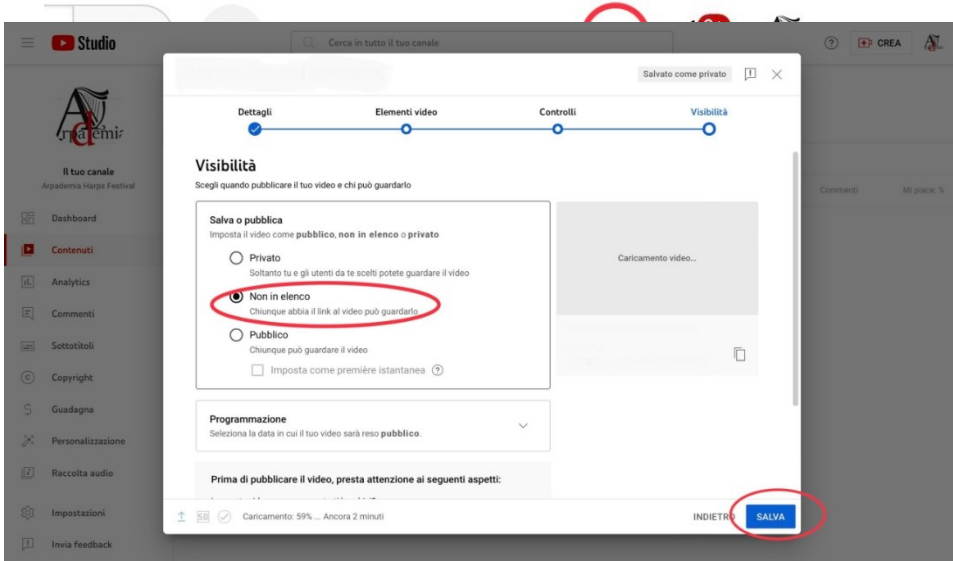 Studio
Cerca in tutto il tuo canale
CREA
Il tuo canale
Arpademia Harps Festival
Dashboard
Contenuti
Analytics
Commenti
Sottotitoli
Copyright
Guadagna
Personalizzazione
Raccolta audio
Impostazioni
Invia feedback
Commenti
Mi piace: %
Salvato come privato
Dettagli
Elementi video
Controlli
Visibilità
Visibilità
Scegli quando pubblicare il tuo video e chi può guardarlo
Salva o pubblica
Imposta il video come pubblico, non in elenco o privato
Privato
Soltanto tu e gli utenti da te scelti potete guardare il video
Non in elenco
Chiunque abbia il link al video può guardarlo
Pubblico
Chiunque può guardare il video
Imposta come première istantanea
Caricamento video...
Programmazione
Seleziona la data in cui il tuo video sarà reso pubblico.
Prima di pubblicare il video, presta attenzione ai seguenti aspetti:
SD
Caricamento: 59% ... Ancora 2 minuti
INDIETRO
SALVA